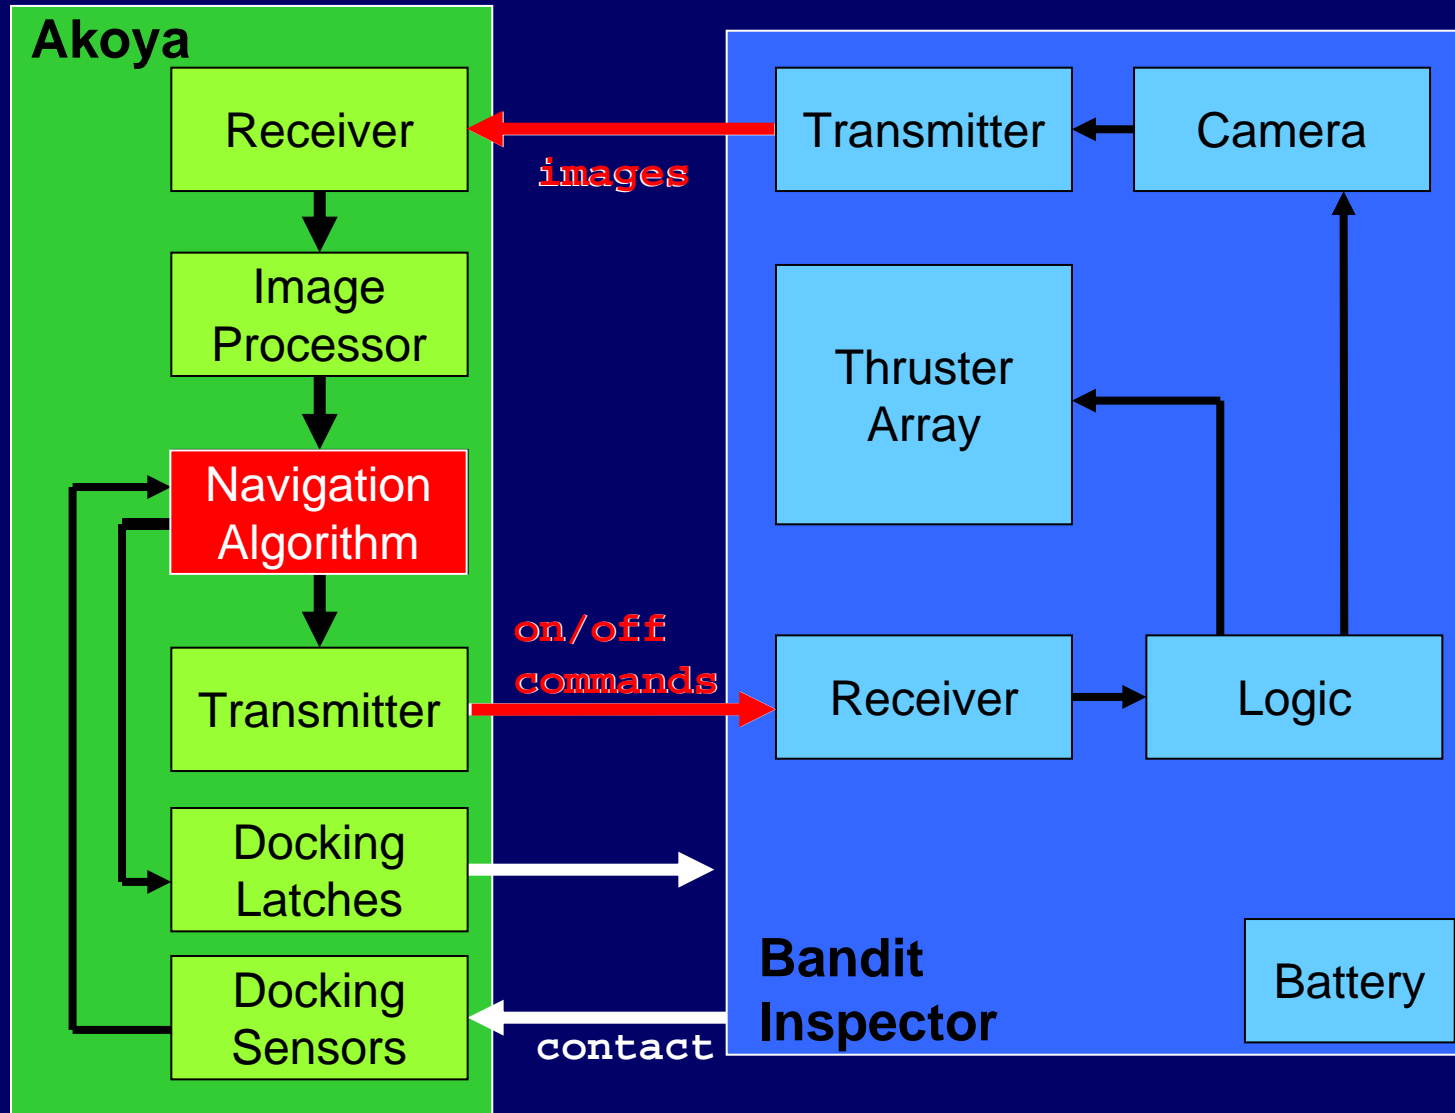 Akoya
Receiver
Image
Processor
Navigation
Algorithm
Transmitter
Docking
Latches
Docking
Sensors
images
on/off
commands
contact
Transmitter
Camera
Thruster
Array
Receiver
Logic
Bandit
Inspector
Battery